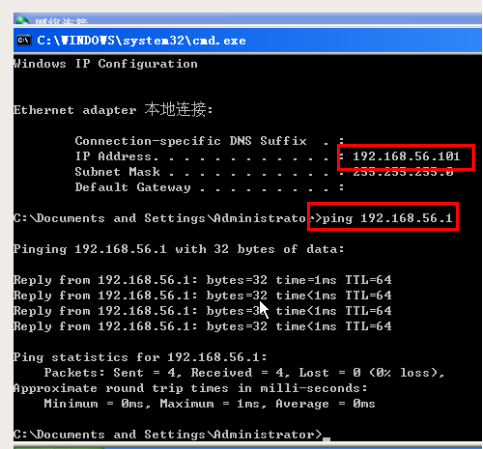 网络连接
C:\WINDOWS\system32\cmd.exe
Windows IP Configuration
Ethernet adapter 本地连接:
Connection-specific DNS Suffix . :
IP Address. . . . . . . . . . . . : 192.168.56.101
Subnet Mask . . . . . . . . . . . : 255.255.255.0
Default Gateway . . . . . . . . . :
C:\Documents and Settings\Administrator>ping 192.168.56.1
Pinging 192.168.56.1 with 32 bytes of data:
Reply from 192.168.56.1: bytes=32 time=1ms TTL=64
Reply from 192.168.56.1: bytes=32 time<1ms TTL=64
Reply from 192.168.56.1: bytes=32 time<1ms TTL=64
Reply from 192.168.56.1: bytes=32 time<1ms TTL=64
Ping statistics for 192.168.56.1:
Packets: Sent = 4, Received = 4, Lost = 0 (0% loss),
Approximate round trip times in milli-seconds:
Minimum = 0ms, Maximum = 1ms, Average = 0ms
C:\Documents and Settings\Administrator>_